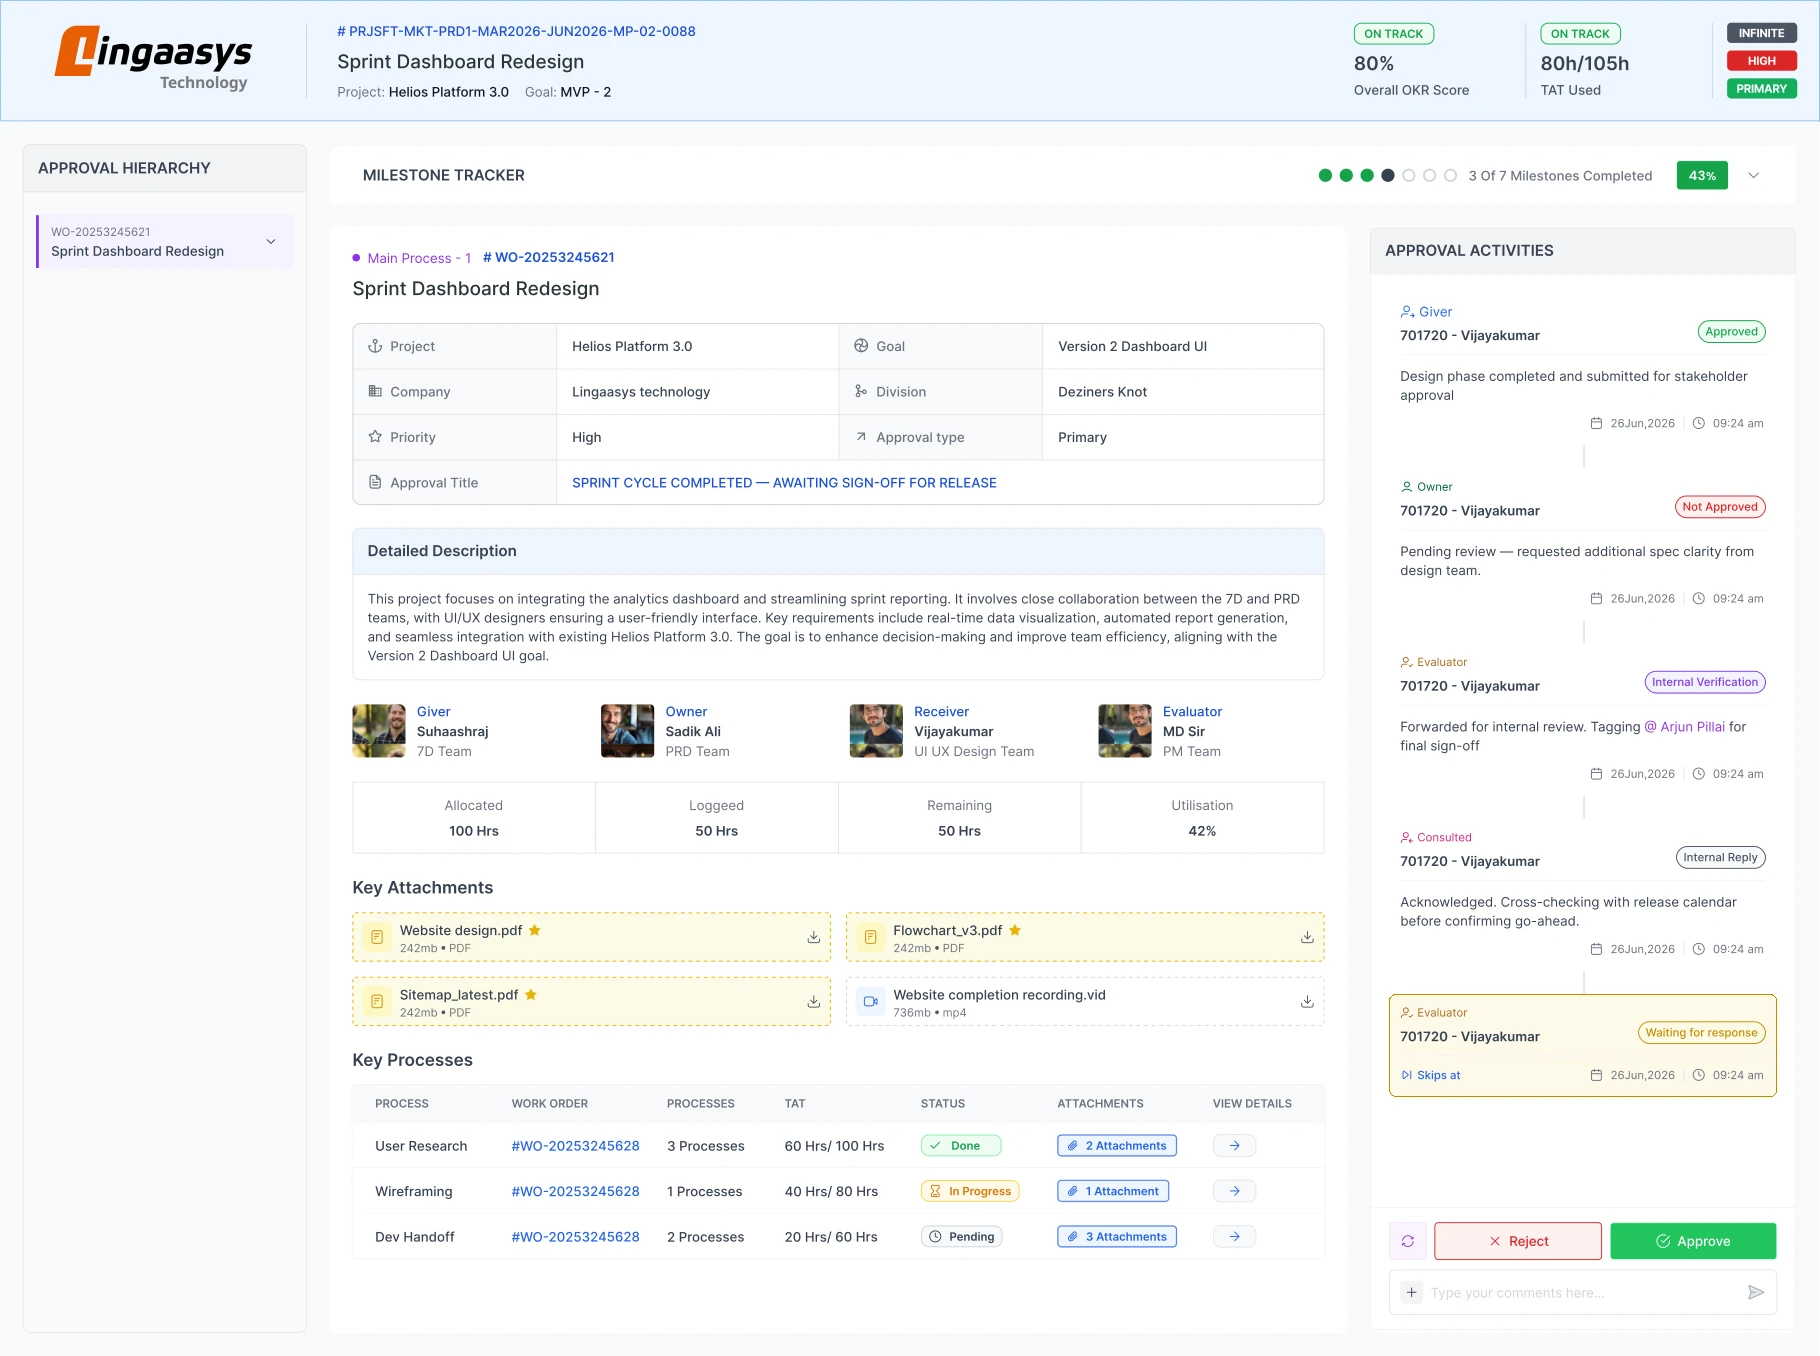 Lingaasys
Technology
# PRJSFT-MKT-PRD1-MAR2026-JUN2026-MP-02-0088
Sprint Dashboard Redesign
Project: Helios Platform 3.0 Goal: MVP - 2
ON TRACK
80%
Overall OKR Score
ON TRACK
80h/105h
TAT Used
INFINITE
HIGH
PRIMARY
APPROVAL HIERARCHY
WO-20253245621
Sprint Dashboard Redesign
MILESTONE TRACKER
3 Of 7 Milestones Completed
43%
Main Process - 1 # WO-20253245621
Sprint Dashboard Redesign
Project Helios Platform 3.0 Goal Version 2 Dashboard UI
Company Lingaasys technology Division Deziners Knot
Priority High Approval type Primary
Approval Title SPRINT CYCLE COMPLETED — AWAITING SIGN-OFF FOR RELEASE
Detailed Description
This project focuses on integrating the analytics dashboard and streamlining sprint reporting. It involves close collaboration between the 7D and PRD
teams, with UI/UX designers ensuring a user-friendly interface. Key requirements include real-time data visualization, automated report generation,
and seamless integration with existing Helios Platform 3.0. The goal is to enhance decision-making and improve team efficiency, aligning with the
Version 2 Dashboard UI goal.
Giver
Suhaashraj
7D Team
Owner
Sadik Ali
PRD Team
Receiver
Vijayakumar
UI UX Design Team
Evaluator
MD Sir
PM Team
Allocated
100 Hrs
Loggeed
50 Hrs
Remaining
50 Hrs
Utilisation
42%
Key Attachments
Website design.pdf
242mb • PDF
Flowchart_v3.pdf
242mb • PDF
Sitemap_latest.pdf
242mb • PDF
Website completion recording.vid
736mb • mp4
Key Processes
PROCESS WORK ORDER PROCESSES TAT STATUS ATTACHMENTS VIEW DETAILS
User Research #WO-20253245628 3 Processes 60 Hrs/ 100 Hrs Done 2 Attachments
Wireframing #WO-20253245628 1 Processes 40 Hrs/ 80 Hrs In Progress 1 Attachment
Dev Handoff #WO-20253245628 2 Processes 20 Hrs/ 60 Hrs Pending 3 Attachments
APPROVAL ACTIVITIES
Giver
701720 - Vijayakumar
Approved
Design phase completed and submitted for stakeholder
approval
26Jun,2026 09:24 am
Owner
701720 - Vijayakumar
Not Approved
Pending review — requested additional spec clarity from
design team.
26Jun,2026 09:24 am
Evaluator
701720 - Vijayakumar
Internal Verification
Forwarded for internal review. Tagging @ Arjun Pillai for
final sign-off
26Jun,2026 09:24 am
Consulted
701720 - Vijayakumar
Internal Reply
Acknowledged. Cross-checking with release calendar
before confirming go-ahead.
26Jun,2026 09:24 am
Evaluator
701720 - Vijayakumar
Waiting for response
Skips at 26Jun,2026 09:24 am
Reject
Approve
Type your comments here...